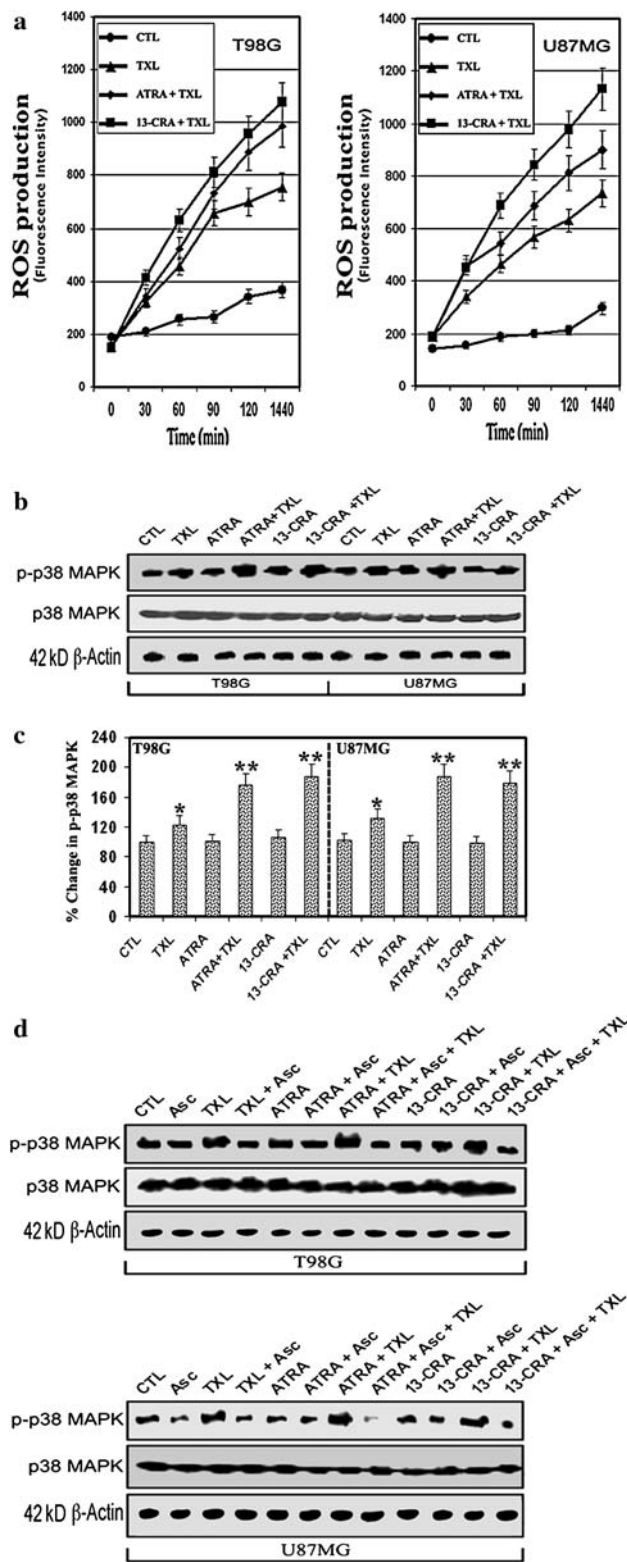 a
T98G
CTL
TXL
ATRA + TXL
13-CRA + TXL
ROS production
(Fluorescence Intensity)
1400
1200
1000
800
600
400
200
0
0 30 60 90 120 1440
Time (min)
U87MG
CTL
TXL
ATRA + TXL
13-CRA + TXL
ROS production
(Fluorescence Intensity)
1400
1200
1000
800
600
400
200
0
0 30 60 90 120 1440
Time (min)
b
CTL TXL ATRA ATRA+TXL 13-CRA 13-CRA +TXL CTL TXL ATRA ATRA+TXL 13-CRA 13-CRA +TXL
p-p38 MAPK
p38 MAPK
42 kD β-Actin
T98G U87MG
c
% Change in p-p38 MAPK
240
200
160
120
80
40
0
T98G U87MG
* ** ** * ** **
CTL TXL ATRA ATRA+TXL 13-CRA 13-CRA +TXL CTL TXL ATRA ATRA+TXL 13-CRA 13-CRA +TXL
d
CTL Asc TXL TXL + Asc ATRA ATRA + Asc ATRA + TXL ATRA + Asc + TXL 13-CRA 13-CRA + Asc 13-CRA + TXL 13-CRA + Asc + TXL
p-p38 MAPK
p38 MAPK
42 kD β-Actin
T98G
CTL Asc TXL TXL + Asc ATRA ATRA + Asc ATRA + TXL ATRA + Asc + TXL 13-CRA 13-CRA + Asc 13-CRA + TXL 13-CRA + Asc + TXL
p-p38 MAPK
p38 MAPK
42 kD β-Actin
U87MG